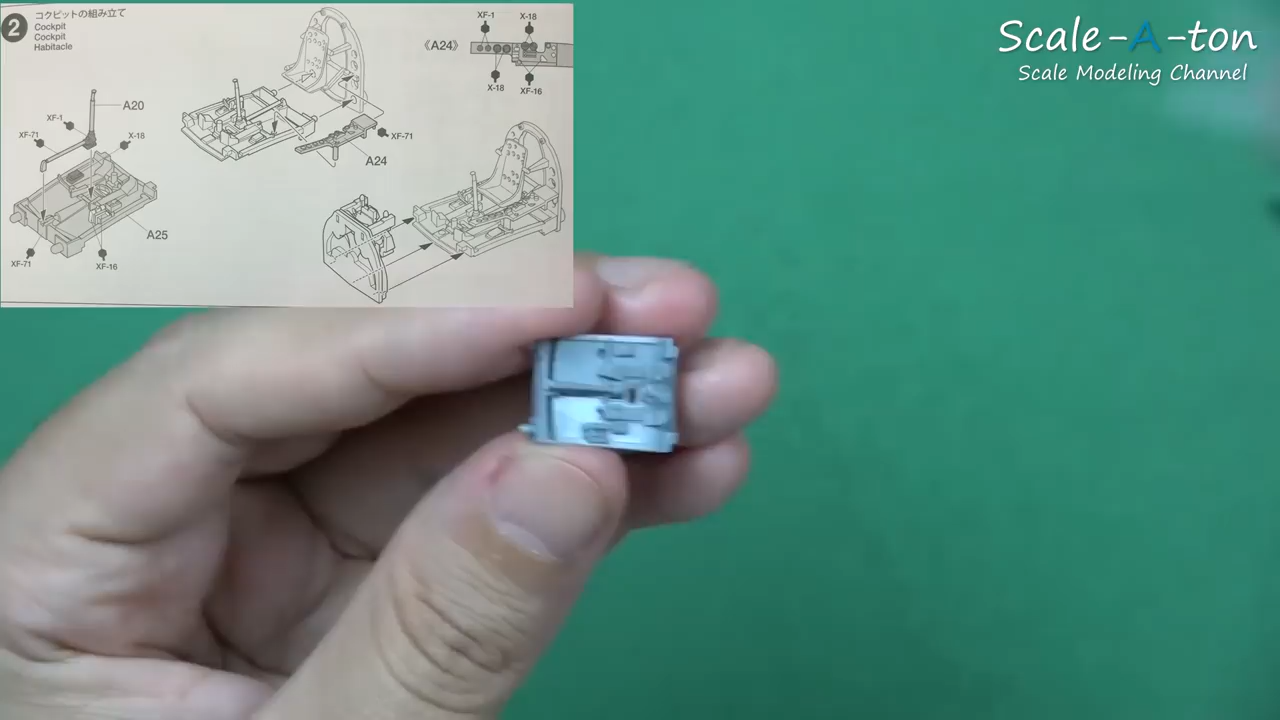 2
コクピットの組み立て
Cockpit
Cockpit
Habitacle
A20
XF-1
XF-71
X-18
A25
XF-71
XF-16
XF-71
A24
《A24》
XF-1
X-18
X-18
XF-16
Scale-A-ton
Scale Modeling Channel